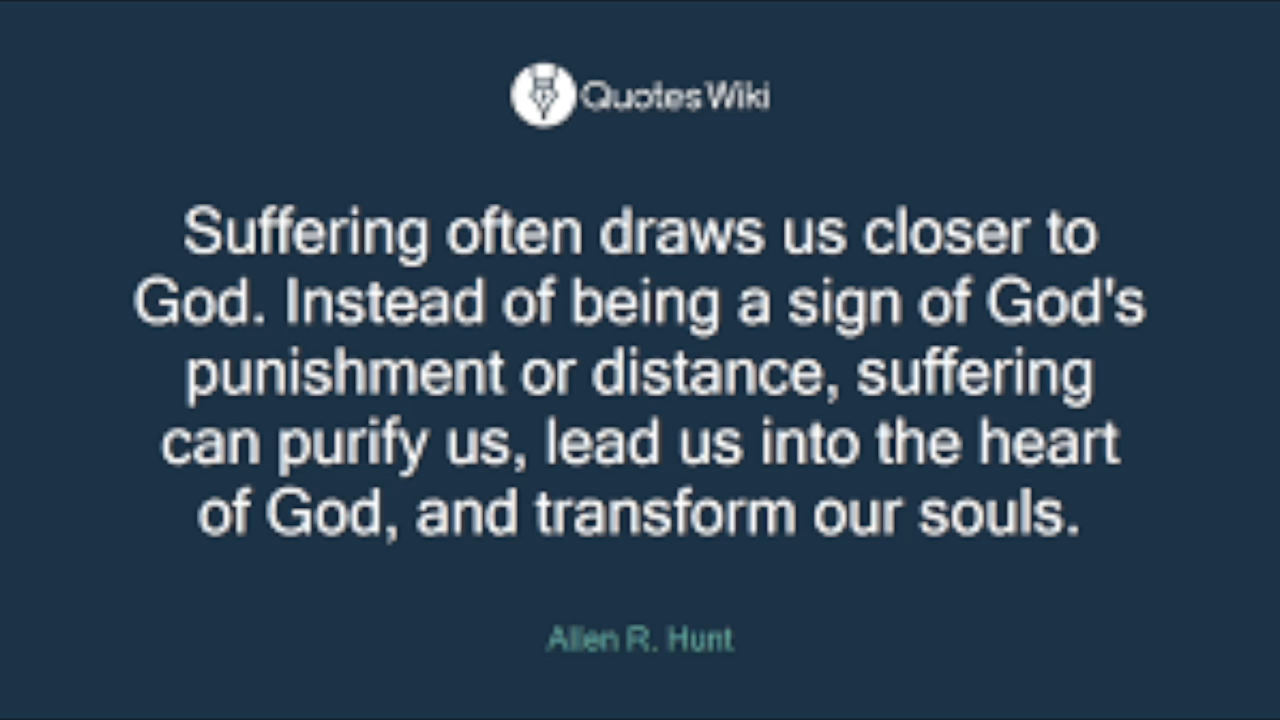 QuotesWiki
Suffering often draws us closer to
God. Instead of being a sign of God's
punishment or distance, suffering
can purify us, lead us into the heart
of God, and transform our souls.
Allen R. Hunt